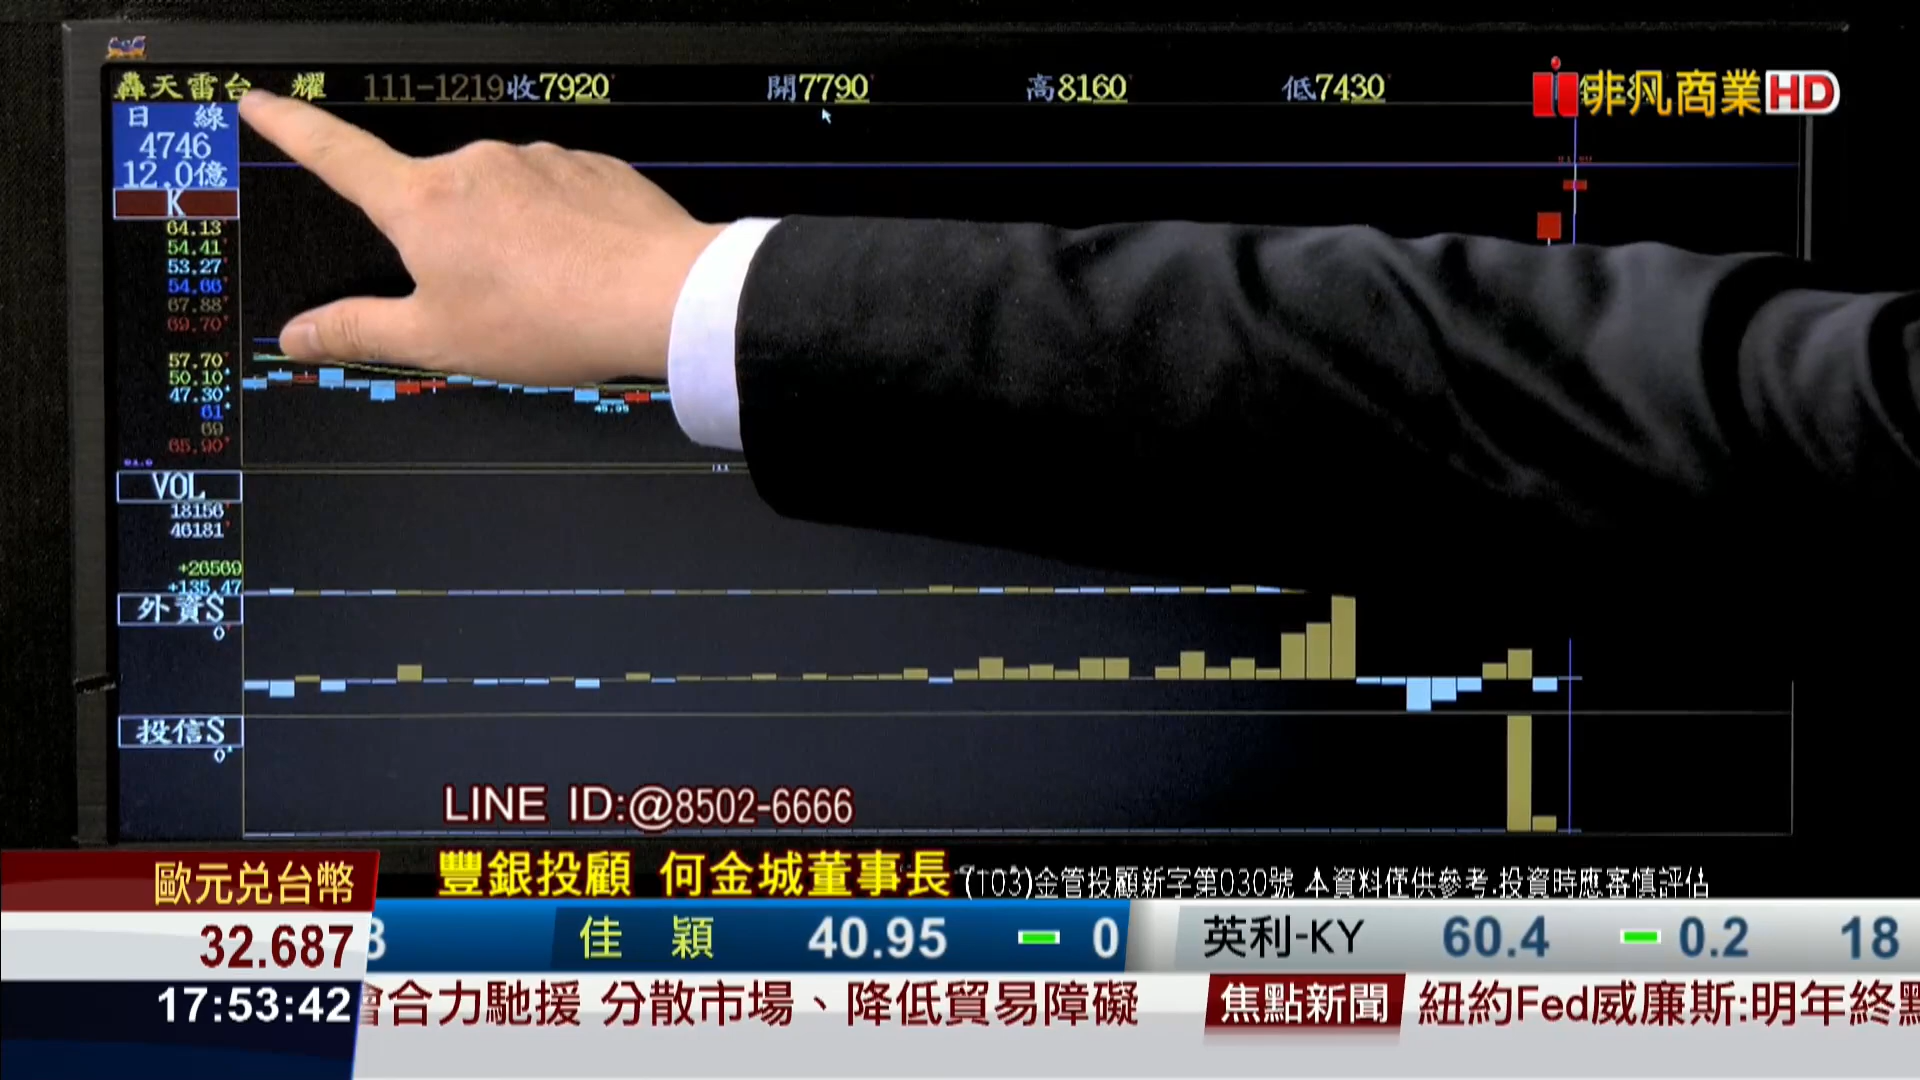 轟天雷台　耀 111-1219收7920 開7790 高8160 低7430
非凡商業HD
日 線
4746
12.0億
K
64.13
54.41
53.27
54.66
67.88
69.70
57.70
50.10
47.30
61
69
65.90
81.6
VOL
18156
46181
+26569
+135.47
外資S
0
投信S
0
LINE ID:@8502-6666
豐銀投顧 何金城董事長 (103)金管投顧新字第030號 本資料僅供參考.投資時應審慎評估
歐元兑台幣
32.687
佳 穎 40.95 0 英利-KY 60.4 0.2 18
17:53:42
會合力馳援 分散市場、降低貿易障礙 焦點新聞 紐約Fed威廉斯:明年終點